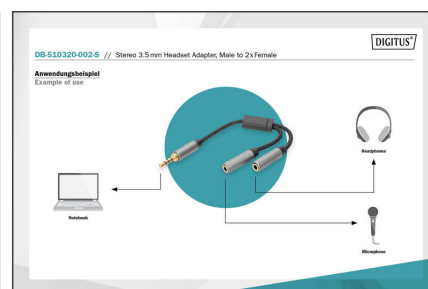 DIGITUS®
DB-510320-002-S // Stereo 3.5 mm Headset Adapter, Male to 2x Female
Anwendungsbeispiel
Example of use
Headphones
Notebook
Microphone